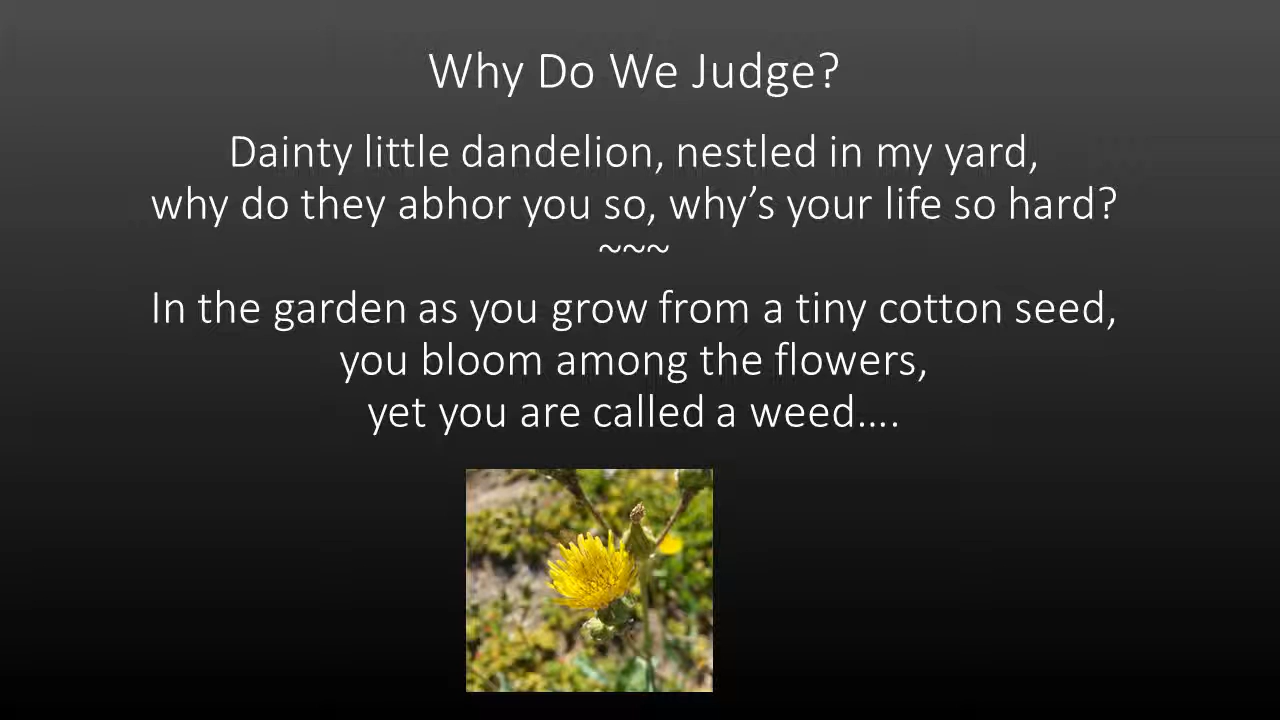 Why Do We Judge?
Dainty little dandelion, nestled in my yard,
why do they abhor you so, why’s your life so hard?
~~~
In the garden as you grow from a tiny cotton seed,
you bloom among the flowers,
yet you are called a weed….